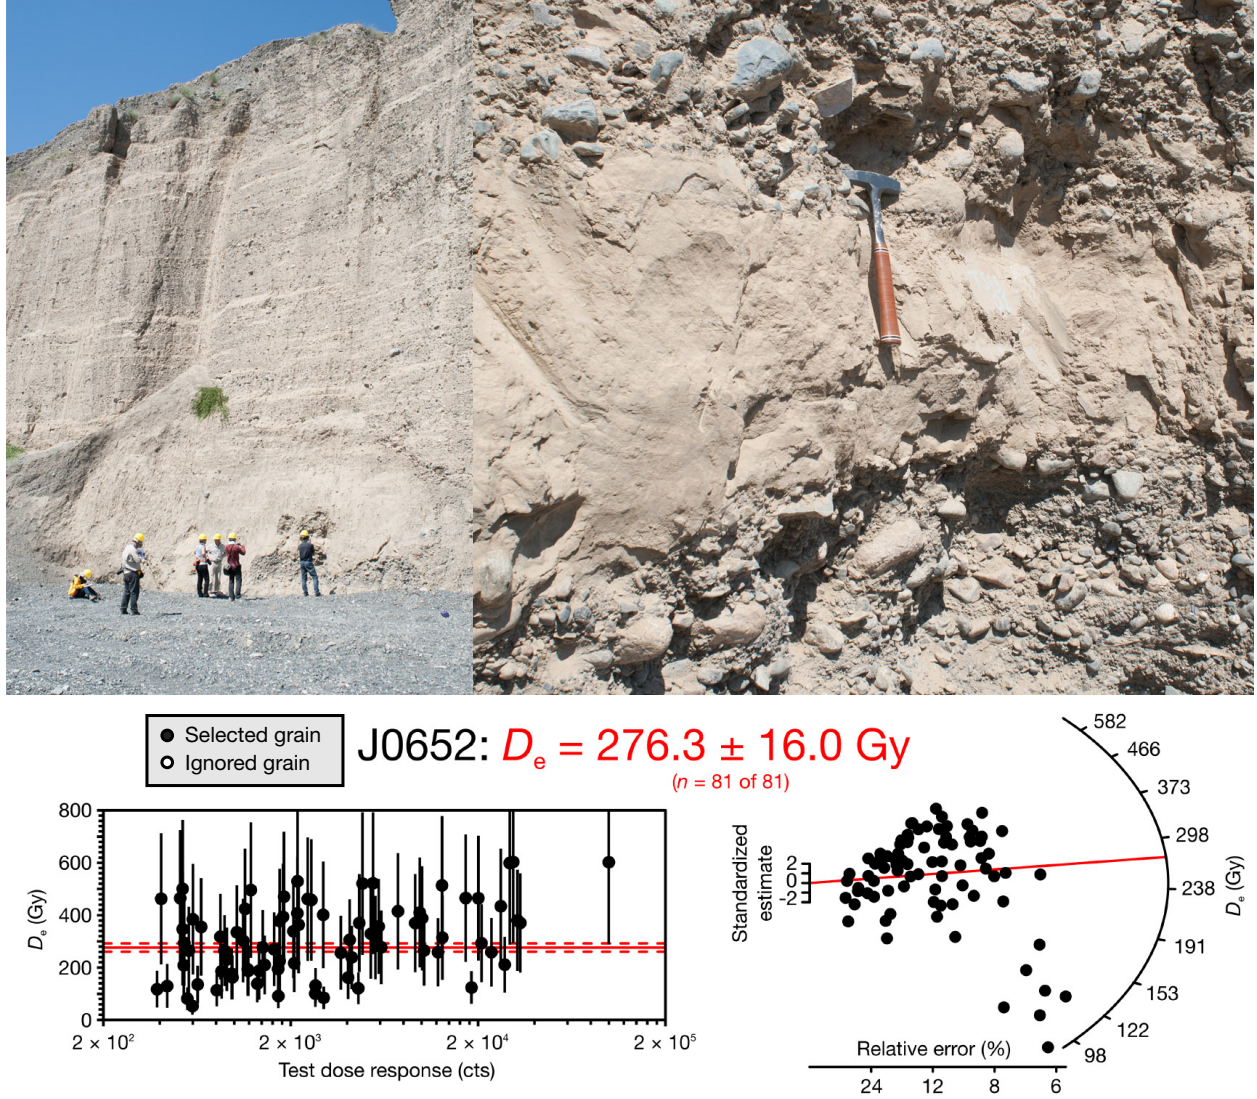 Selected grain
Ignored grain
J0652: Dₑ = 276.3 ± 16.0 Gy
(n = 81 of 81)
800
600
400
200
0
Dₑ (Gy)
2 × 10²
2 × 10³
2 × 10⁴
2 × 10⁵
Test dose response (cts)
Standardized
estimate
2
0
-2
582
466
373
298
238
191
153
122
98
Dₑ (Gy)
Relative error (%)
24
12
8
6